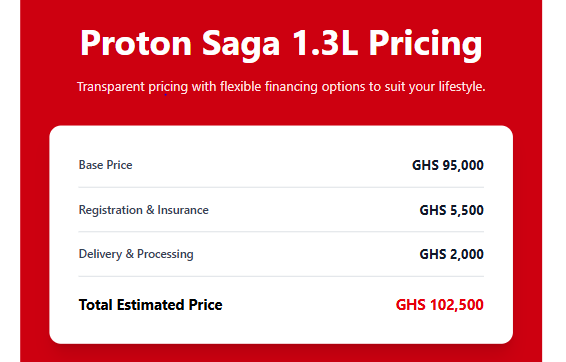 Proton Saga 1.3L Pricing
Transparent pricing with flexible financing options to suit your lifestyle.
Base Price GHS 95,000
Registration & Insurance GHS 5,500
Delivery & Processing GHS 2,000
Total Estimated Price GHS 102,500